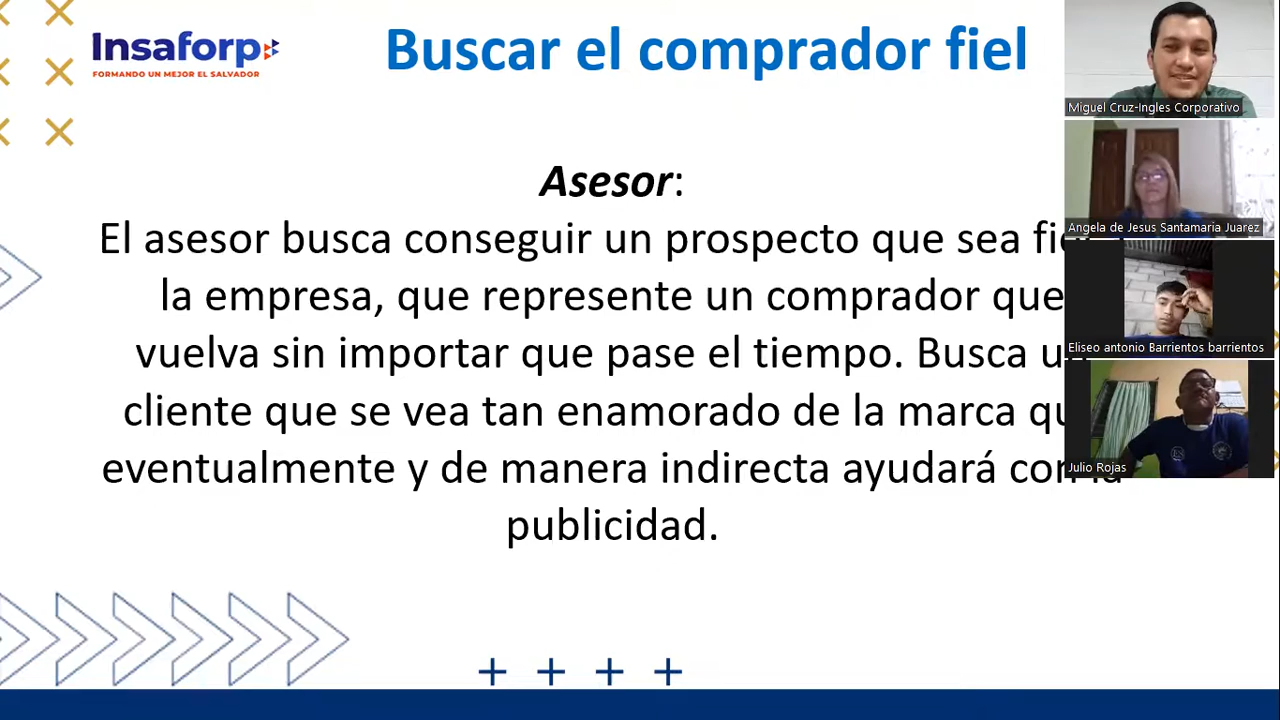 Insaforp
FORMANDO UN MEJOR EL SALVADOR
Buscar el comprador fiel
Asesor:
El asesor busca conseguir un prospecto que sea
la empresa, que represente un comprador que
vuelva sin importar que pase el tiempo. Busca
cliente que se vea tan enamorado de la marca
eventualmente y de manera indirecta ayudará con la
publicidad.
Miguel Cruz-Ingles Corporativo
Angela de Jesus Santamaria Juarez
Eliseo antonio Barrientos barrientos
Julio Rojas